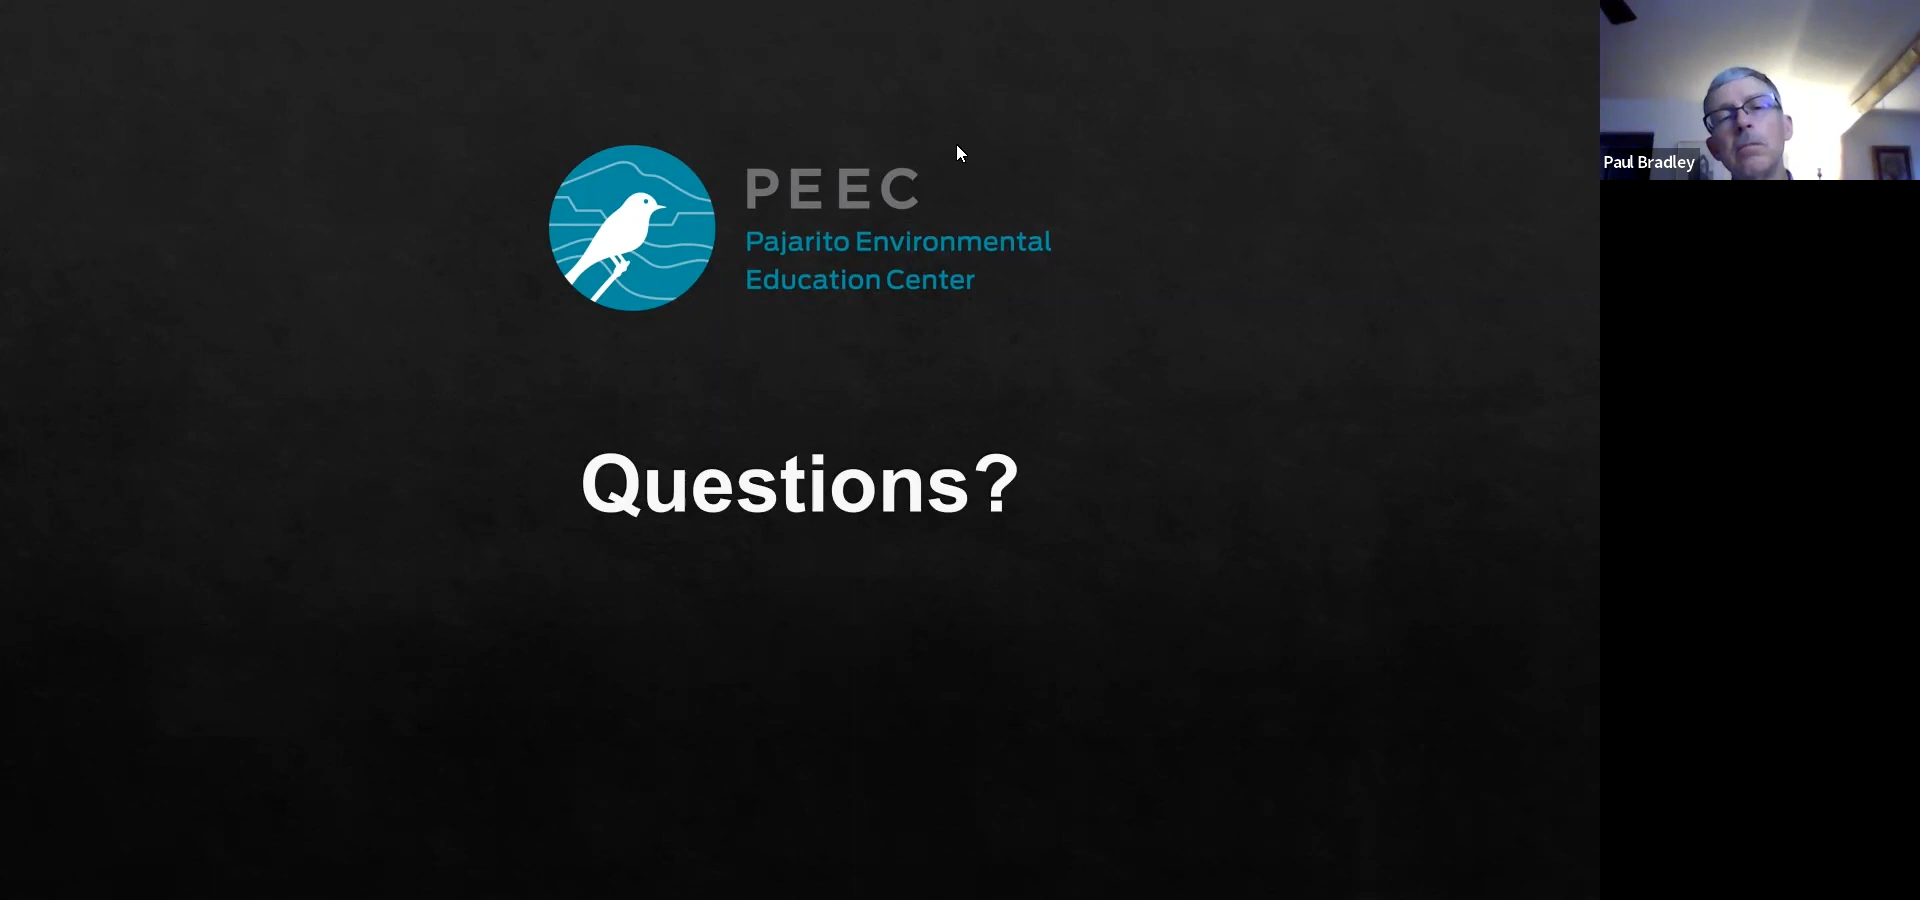 PEEC
Pajarito Environmental
Education Center
Questions?
Paul Bradley